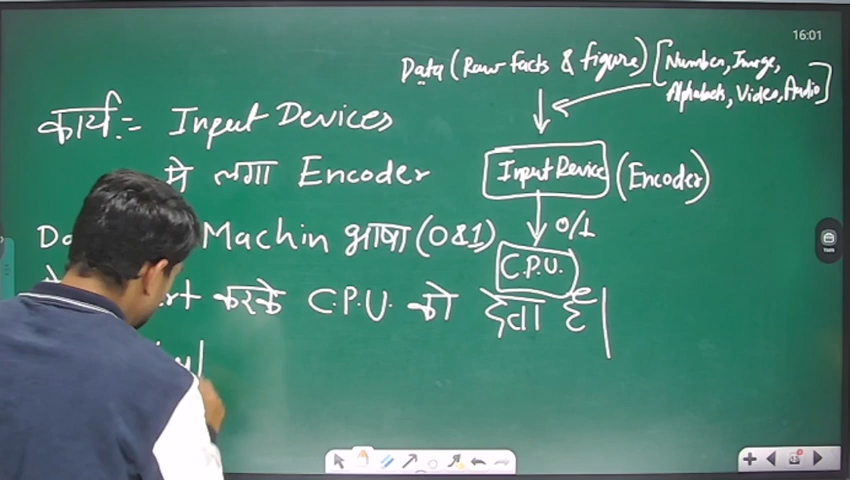 16:01
Data (Raw facts & figure) [Number, Image,
Alphabets, Video, Audio]
कार्य:- Input Devices
मे लगा Encoder
Input Device (Encoder)
Machin भाषा (0&1)
0/1
C.P.U.
करके C.P.U. को देता है|
Tools